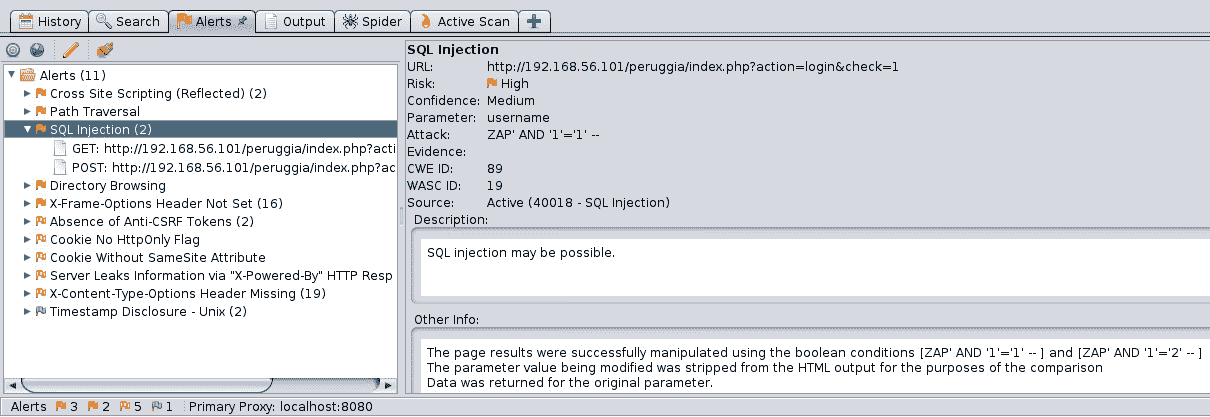 History Search Alerts Output Spider Active Scan
Alerts (11)
Cross Site Scripting (Reflected) (2)
Path Traversal
SQL Injection (2)
GET: http://192.168.56.101/peruggia/index.php?acti
POST: http://192.168.56.101/peruggia/index.php?ac
Directory Browsing
X-Frame-Options Header Not Set (16)
Absence of Anti-CSRF Tokens (2)
Cookie No HttpOnly Flag
Cookie Without SameSite Attribute
Server Leaks Information via "X-Powered-By" HTTP Resp
X-Content-Type-Options Header Missing (19)
Timestamp Disclosure - Unix (2)
SQL Injection
URL: http://192.168.56.101/peruggia/index.php?action=login&check=1
Risk: High
Confidence: Medium
Parameter: username
Attack: ZAP' AND '1'='1' --
Evidence:
CWE ID: 89
WASC ID: 19
Source: Active (40018 - SQL Injection)
Description:
SQL injection may be possible.
Other Info:
The page results were successfully manipulated using the boolean conditions [ZAP' AND '1'='1' -- ] and [ZAP' AND '1'='2' -- ]
The parameter value being modified was stripped from the HTML output for the purposes of the comparison
Data was returned for the original parameter.
Alerts 3 2 5 1 Primary Proxy: localhost:8080